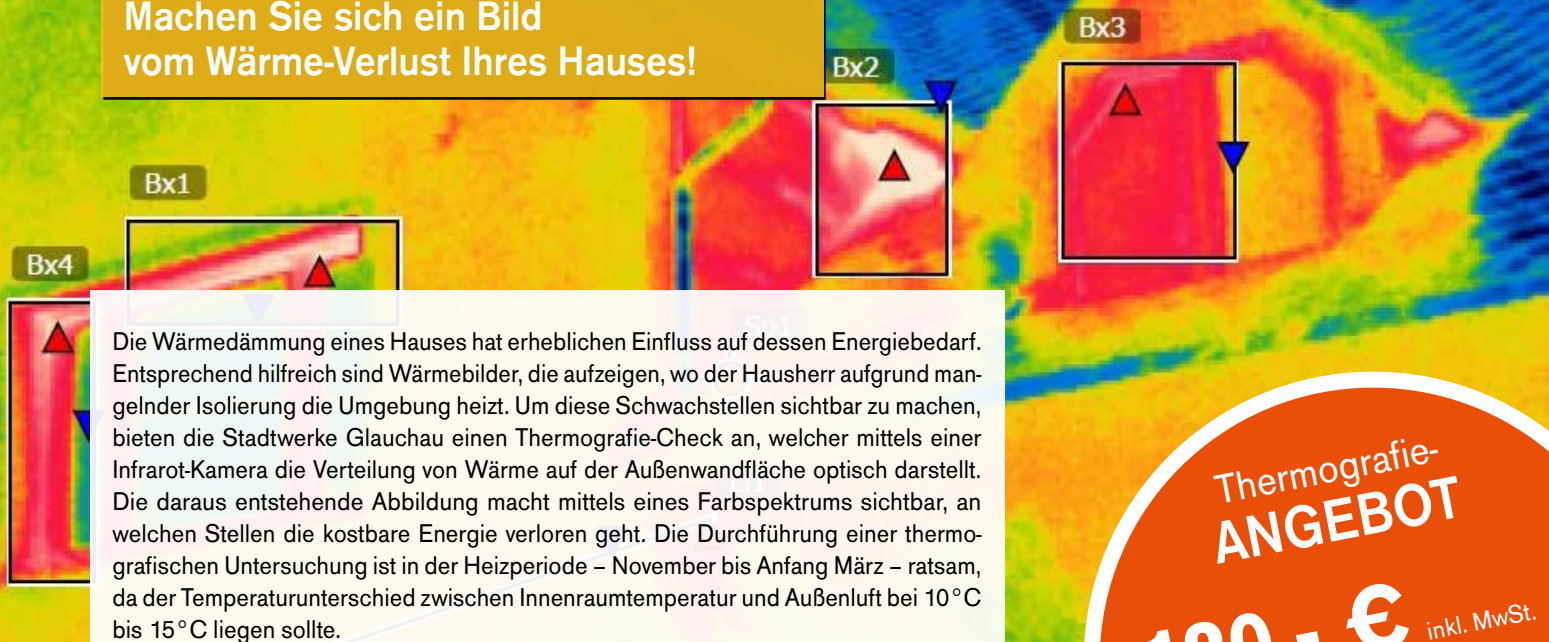 Machen Sie sich ein Bild
vom Wärme-Verlust Ihres Hauses!
Bx3
Bx2
Bx1
Bx4
Sp1
Die Wärmedämmung eines Hauses hat erheblichen Einfluss auf dessen Energiebedarf.
Entsprechend hilfreich sind Wärmebilder, die aufzeigen, wo der Hausherr aufgrund man-
gelnder Isolierung die Umgebung heizt. Um diese Schwachstellen sichtbar zu machen,
bieten die Stadtwerke Glauchau einen Thermografie-Check an, welcher mittels einer
Infrarot-Kamera die Verteilung von Wärme auf der Außenwandfläche optisch darstellt.
Die daraus entstehende Abbildung macht mittels eines Farbspektrums sichtbar, an
welchen Stellen die kostbare Energie verloren geht. Die Durchführung einer thermo-
grafischen Untersuchung ist in der Heizperiode – November bis Anfang März – ratsam,
da der Temperaturunterschied zwischen Innenraumtemperatur und Außenluft bei 10°C
bis 15°C liegen sollte.
Thermografie-
ANGEBOT
€ inkl. MwSt.